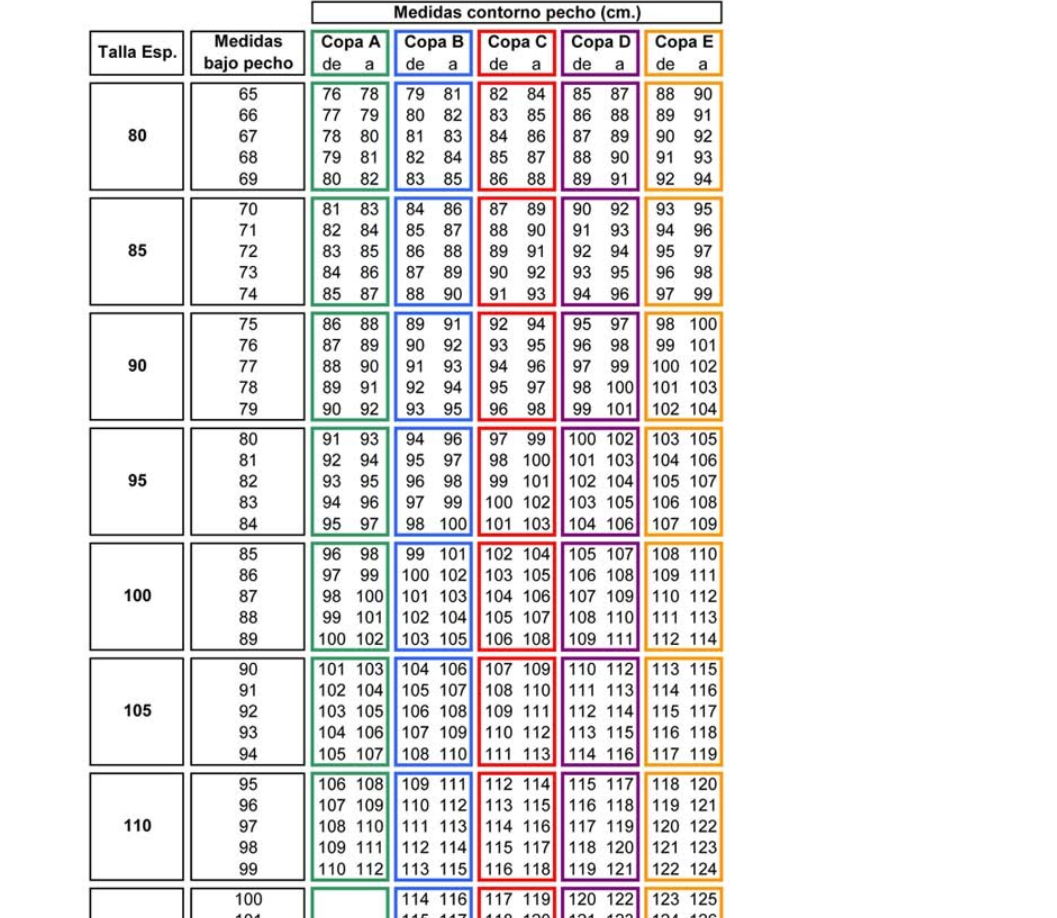 Medidas contorno pecho (cm.)
Talla Esp. Medidas bajo pecho Copa A Copa B Copa C Copa D Copa E
de a de a de a de a de a
65 76 78 79 81 82 84 85 87 88 90
66 77 79 80 82 83 85 86 88 89 91
80 67 78 80 81 83 84 86 87 89 90 92
68 79 81 82 84 85 87 88 90 91 93
69 80 82 83 85 86 88 89 91 92 94
70 81 83 84 86 87 89 90 92 93 95
71 82 84 85 87 88 90 91 93 94 96
85 72 83 85 86 88 89 91 92 94 95 97
73 84 86 87 89 90 92 93 95 96 98
74 85 87 88 90 91 93 94 96 97 99
75 86 88 89 91 92 94 95 97 98 100
76 87 89 90 92 93 95 96 98 99 101
90 77 88 90 91 93 94 96 97 99 100 102
78 89 91 92 94 95 97 98 100 101 103
79 90 92 93 95 96 98 99 101 102 104
80 91 93 94 96 97 99 100 102 103 105
81 92 94 95 97 98 100 101 103 104 106
95 82 93 95 96 98 99 101 102 104 105 107
83 94 96 97 99 100 102 103 105 106 108
84 95 97 98 100 101 103 104 106 107 109
85 96 98 99 101 102 104 105 107 108 110
86 97 99 100 102 103 105 106 108 109 111
100 87 98 100 101 103 104 106 107 109 110 112
88 99 101 102 104 105 107 108 110 111 113
89 100 102 103 105 106 108 109 111 112 114
90 101 103 104 106 107 109 110 112 113 115
91 102 104 105 107 108 110 111 113 114 116
105 92 103 105 106 108 109 111 112 114 115 117
93 104 106 107 109 110 112 113 115 116 118
94 105 107 108 110 111 113 114 116 117 119
95 106 108 109 111 112 114 115 117 118 120
96 107 109 110 112 113 115 116 118 119 121
110 97 108 110 111 113 114 116 117 119 120 122
98 109 111 112 114 115 117 118 120 121 123
99 110 112 113 115 116 118 119 121 122 124
100 114 116 117 119 120 122 123 125